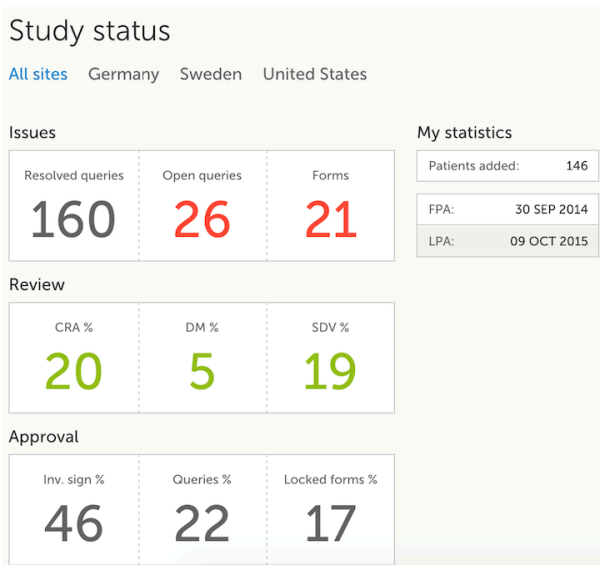 Study status
All sites Germany Sweden United States
Issues
Resolved queries Open queries Forms
160 26 21
My statistics
Patients added: 146
FPA: 30 SEP 2014
LPA: 09 OCT 2015
Review
CRA % DM % SDV %
20 5 19
Approval
Inv. sign % Queries % Locked forms %
46 22 17